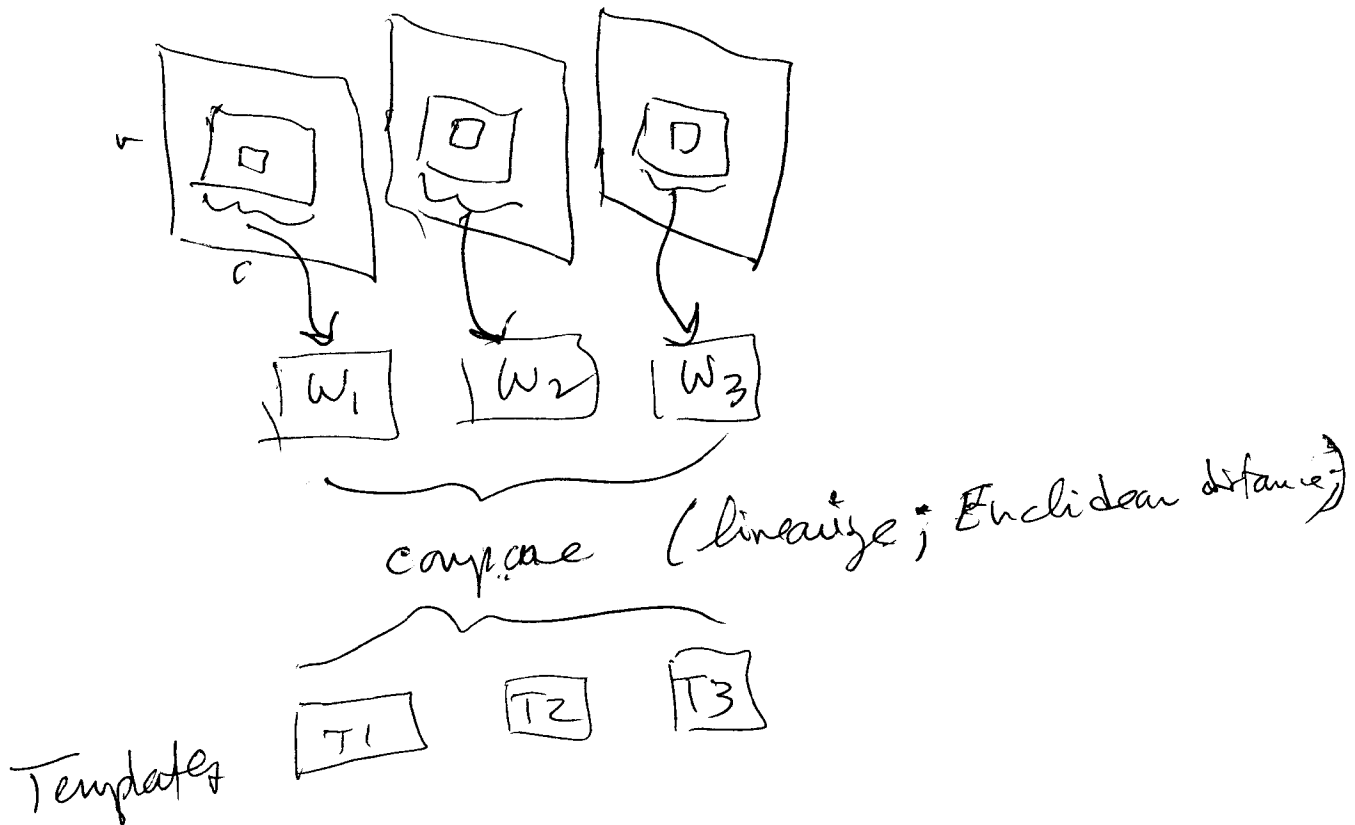 r
c
W1 W2 W3
compare (linearize; Euclidean distance;)
T1 T2 T3
Templates